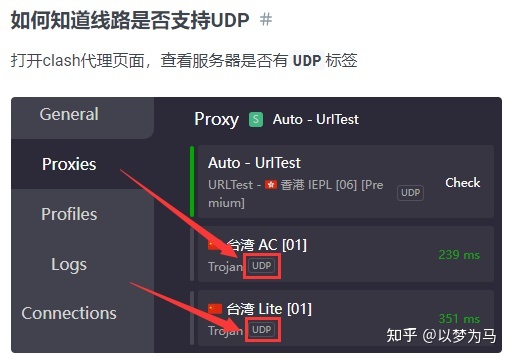 如何知道线路是否支持UDP #
打开clash代理页面，查看服务器是否有 UDP 标签
General
Proxies
Profiles
Logs
Connections
Proxy S Auto - UrlTest
Auto - UrlTest
URLTest - 🇭🇰 香港 IEPL [06] [Pre
mium]
UDP
Check
🇨🇳 台湾 AC [01]
Trojan UDP
239 ms
🇨🇳 台湾 Lite [01]
Trojan UDP
351 ms
知乎 @以梦为马